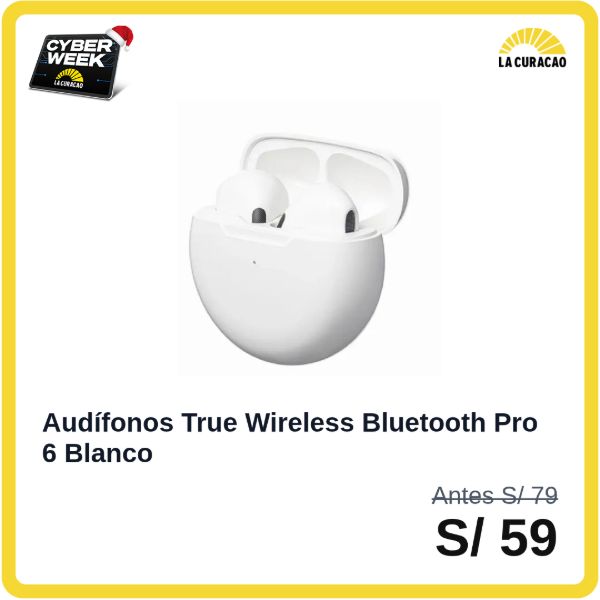 CYBER
WEEK
LA CURACAO
LA CURACAO
Audífonos True Wireless Bluetooth Pro
6 Blanco
Antes S/ 79
S/ 59